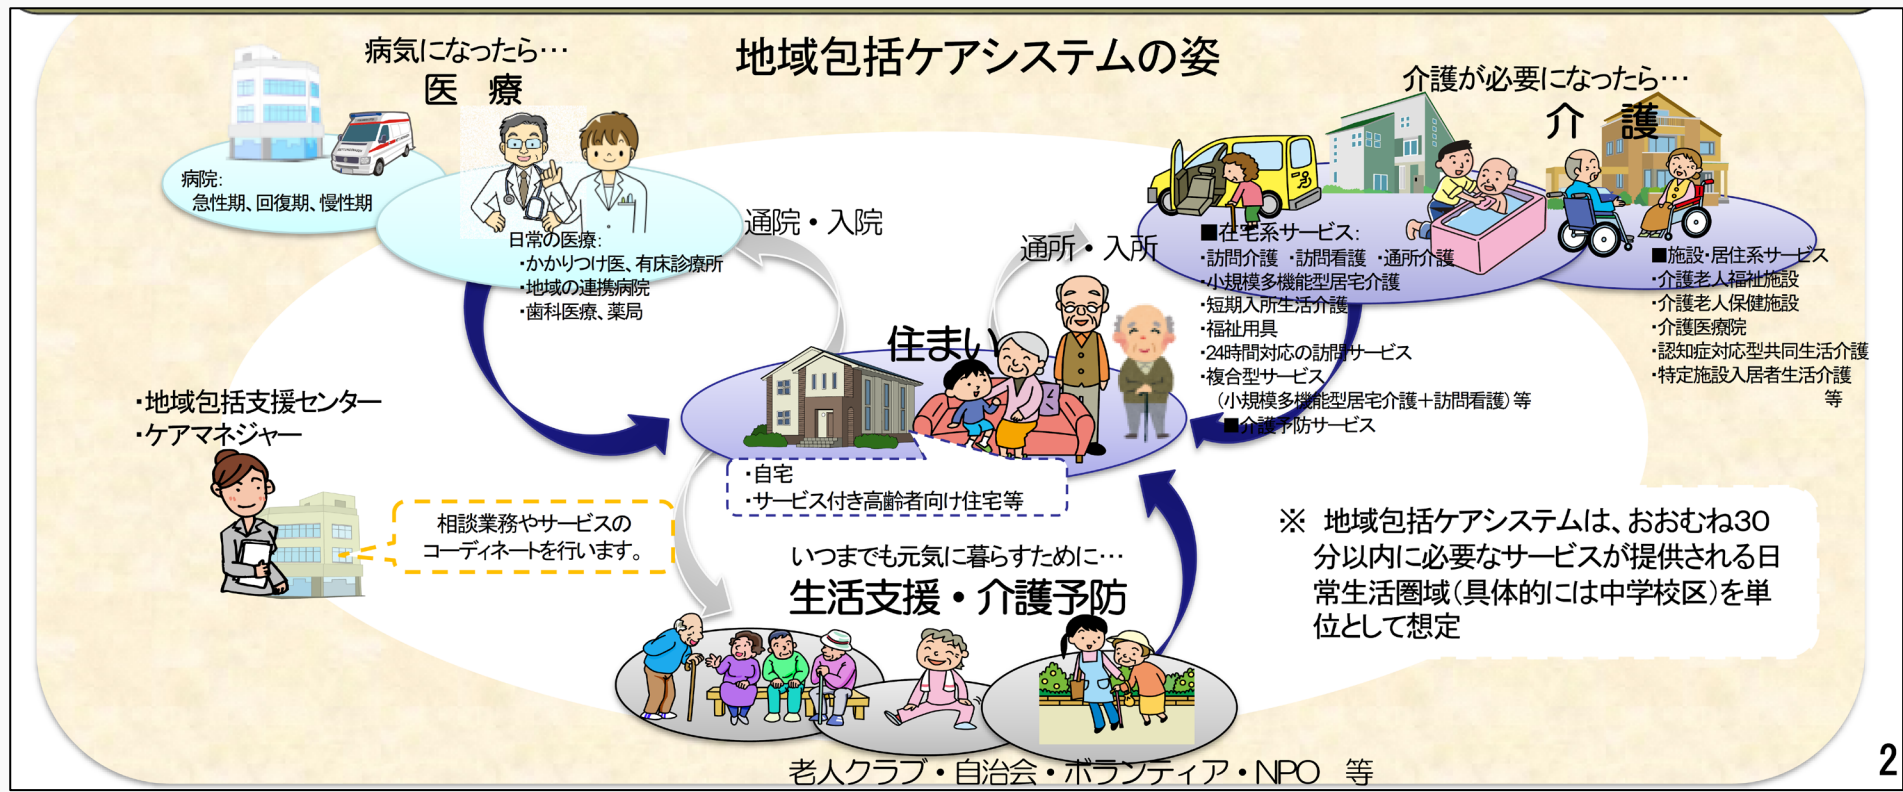 地域包括ケアシステムの姿
病気になったら…
医 療
病院:
急性期、回復期、慢性期
日常の医療:
・かかりつけ医、有床診療所
・地域の連携病院
・歯科医療、薬局
通院・入院
通所・入所
介護が必要になったら…
介 護
■在宅系サービス:
・訪問介護 ・訪問看護 ・通所介護
・小規模多機能型居宅介護
・短期入所生活介護
・福祉用具
・24時間対応の訪問サービス
・複合型サービス
(小規模多機能型居宅介護+訪問看護)等
■介護予防サービス
■施設・居住系サービス
・介護老人福祉施設
・介護老人保健施設
・介護医療院
・認知症対応型共同生活介護
・特定施設入居者生活介護
等
住まい
・自宅
・サービス付き高齢者向け住宅等
・地域包括支援センター
・ケアマネジャー
相談業務やサービスの
コーディネートを行います。
いつまでも元気に暮らすために…
生活支援・介護予防
老人クラブ・自治会・ボランティア・NPO 等
※ 地域包括ケアシステムは、おおむね30
分以内に必要なサービスが提供される日
常生活圏域(具体的には中学校区)を単
位として想定
2